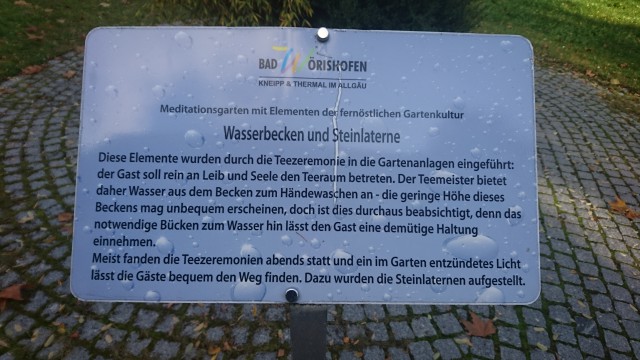 BAD WÖRISHOFEN
KNEIPP & THERMAL IM ALLGÄU
Meditationsgarten mit Elementen der fernöstlichen Gartenkultur
Wasserbecken und Steinlaterne
Diese Elemente wurden durch die Teezeremonie in die Gartenanlagen eingeführt:
der Gast soll rein an Leib und Seele den Teeraum betreten. Der Teemeister bietet
daher Wasser aus dem Becken zum Händewaschen an - die geringe Höhe dieses
Beckens mag unbequem erscheinen, doch ist dies durchaus beabsichtigt, denn das
notwendige Bücken zum Wasser hin lässt den Gast eine demütige Haltung
einnehmen.
Meist fanden die Teezeremonien abends statt und ein im Garten entzündetes Licht
lässt die Gäste bequem den Weg finden. Dazu wurden die Steinlaternen aufgestellt.